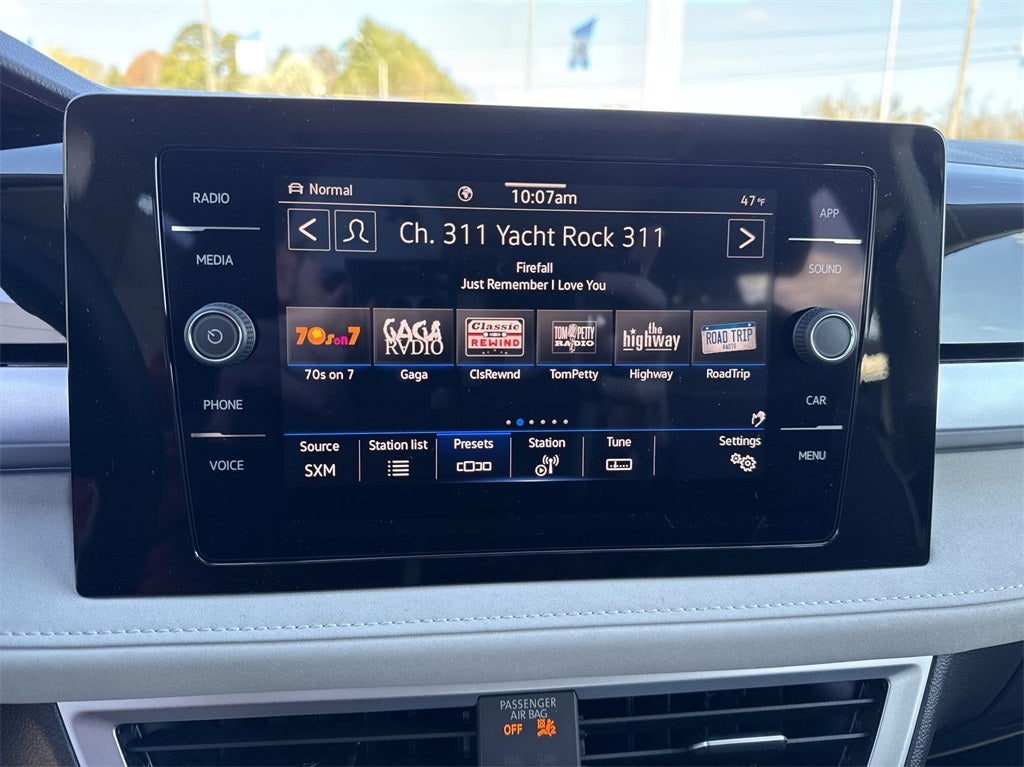 RADIO
MEDIA
PHONE
VOICE
Normal
10:07am
47°F
< Ch. 311 Yacht Rock 311 >
Firefall
Just Remember I Love You
70s on 7
GAGA RADIO
Classic REWIND
TOM PETTY RADIO
the highway
ROAD TRIP RADIO
70s on 7 Gaga ClsRewnd TomPetty Highway RoadTrip
Source Station list Presets Station Tune Settings
SXM
APP
SOUND
CAR
MENU
PASSENGER
AIR BAG
OFF 2